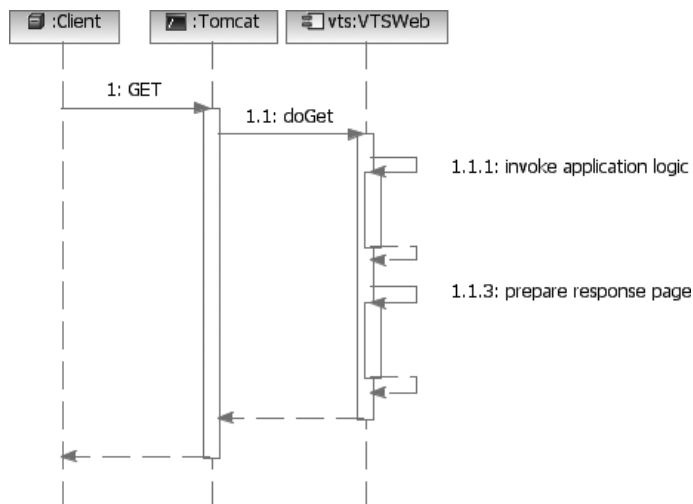 :Client
:Tomcat
vts:VTSWeb
1: GET
1.1: doGet
1.1.1: invoke application logic
1.1.3: prepare response page